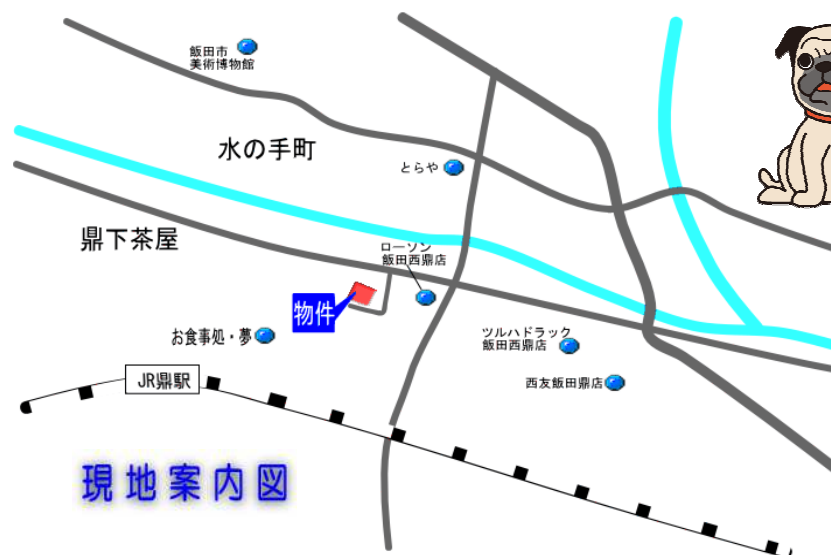 飯田市
美術博物館
水の手町
とらや
鼎下茶屋
ローソン
飯田西鼎店
物件
お食事処・夢
ツルハドラック
飯田西鼎店
JR鼎駅
西友飯田鼎店
現地案内図